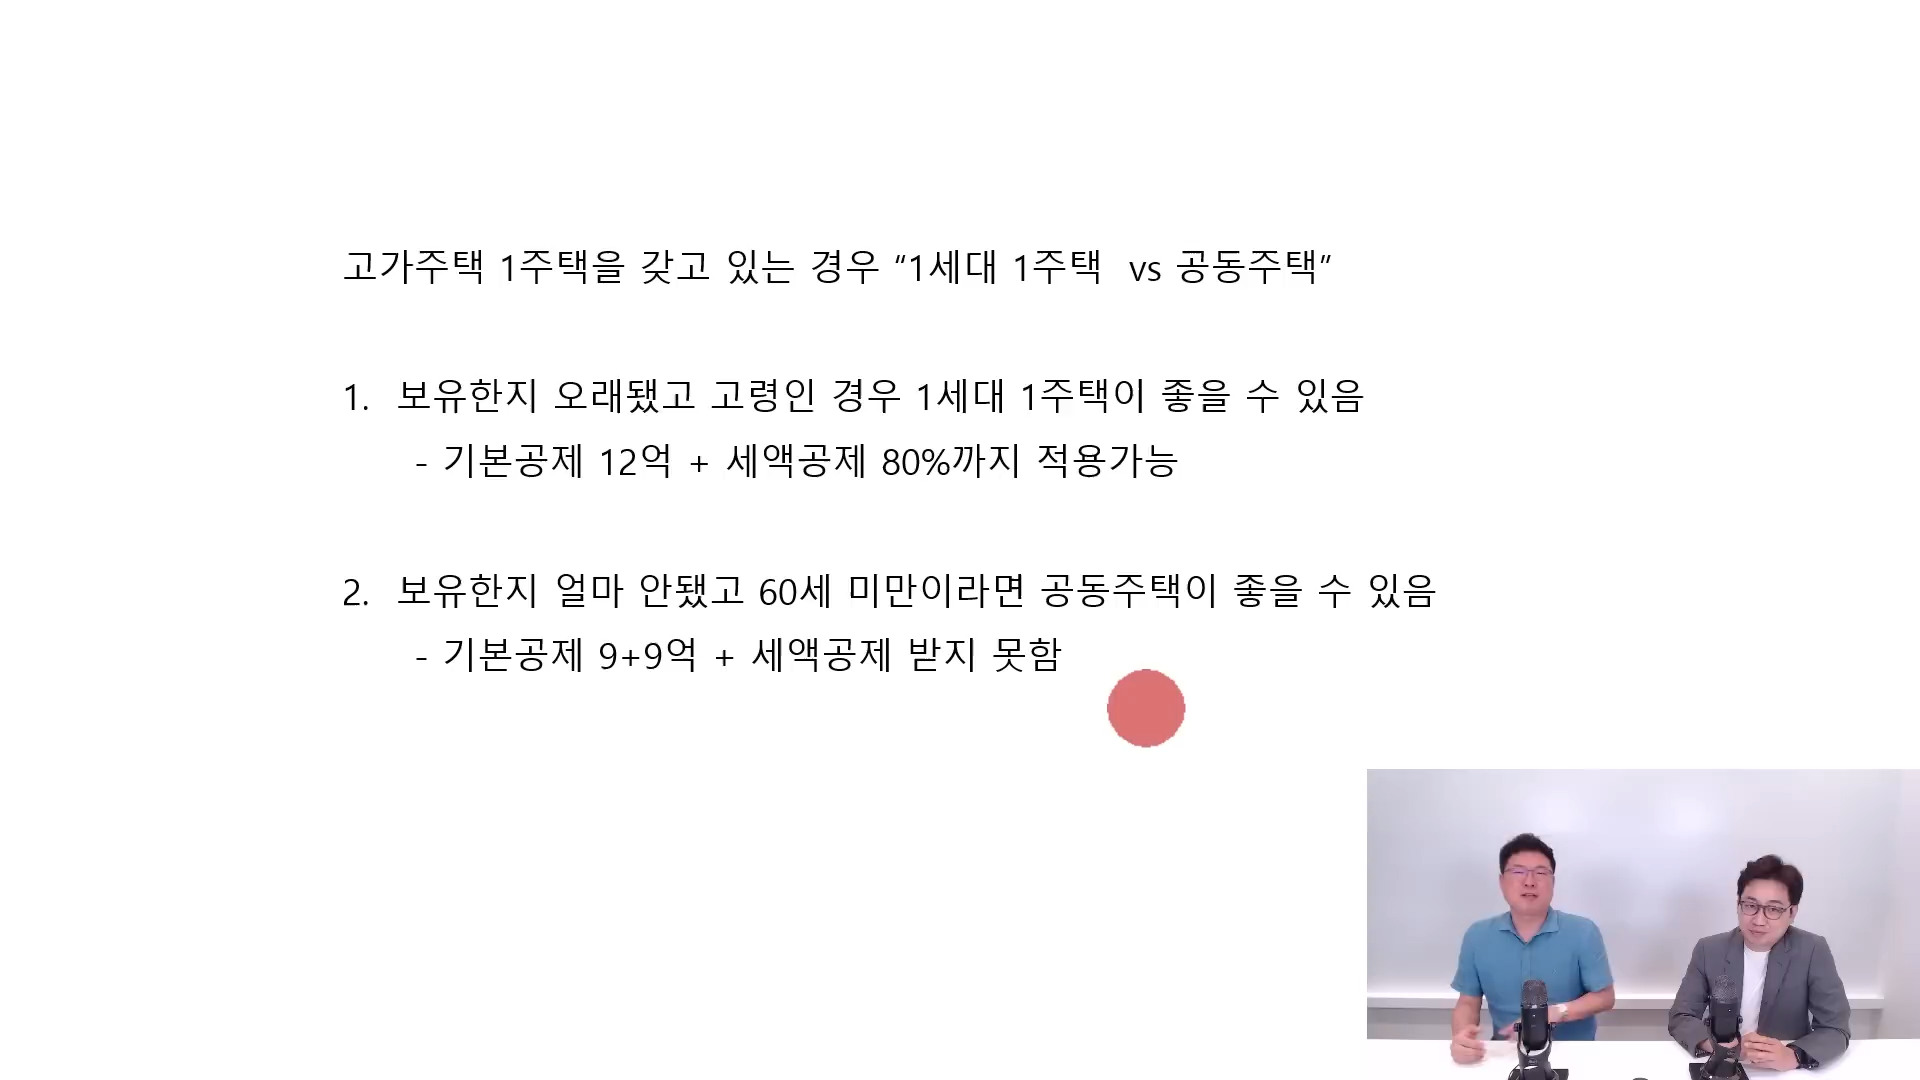 고가주택 1주택을 갖고 있는 경우 “1세대 1주택 vs 공동주택”
1. 보유한지 오래됐고 고령인 경우 1세대 1주택이 좋을 수 있음
- 기본공제 12억 + 세액공제 80%까지 적용가능
2. 보유한지 얼마 안됐고 60세 미만이라면 공동주택이 좋을 수 있음
- 기본공제 9+9억 + 세액공제 받지 못함